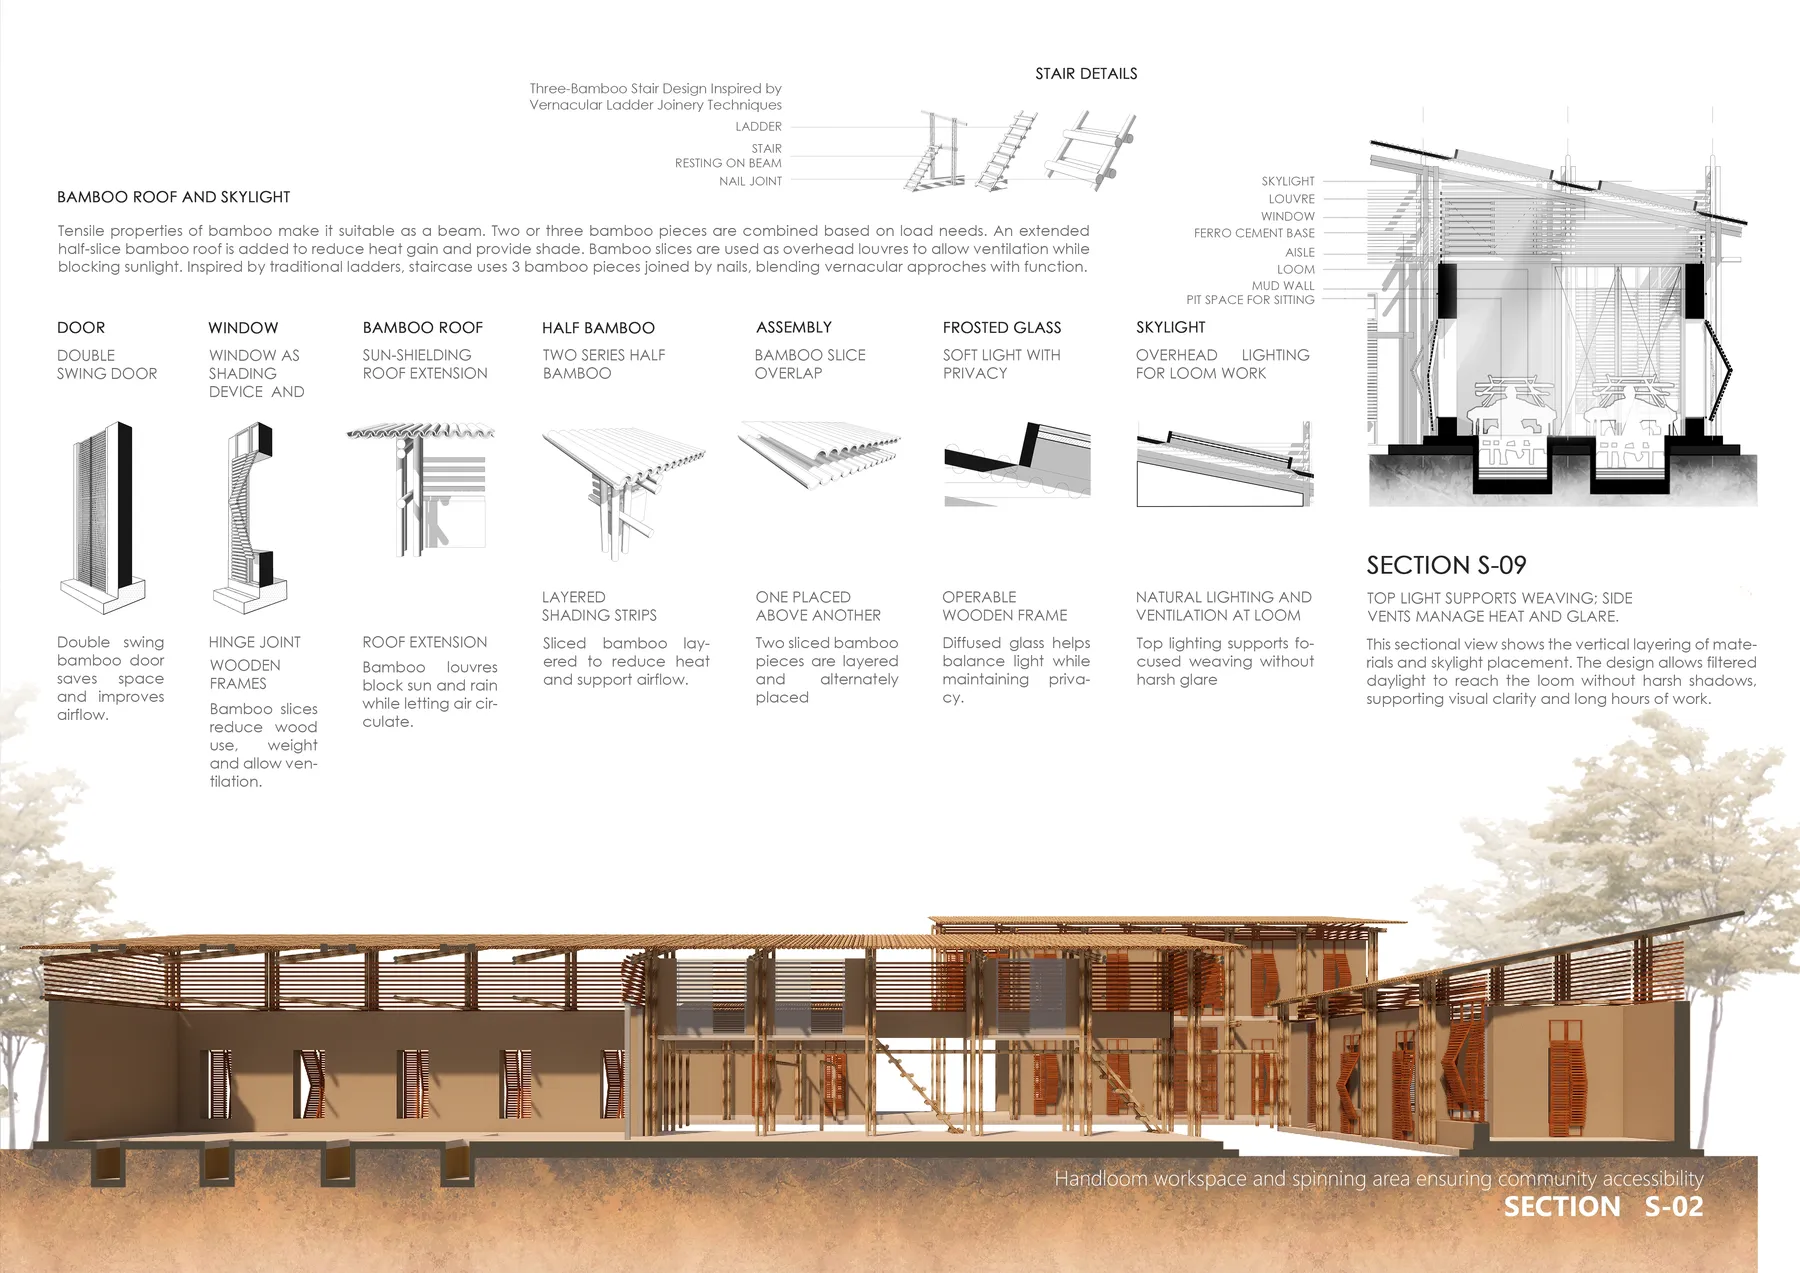 STAIR DETAILS
Three-Bamboo Stair Design Inspired by
Vernacular Ladder Joinery Techniques
LADDER
STAIR
RESTING ON BEAM
NAIL JOINT
BAMBOO ROOF AND SKYLIGHT
Tensile properties of bamboo make it suitable as a beam. Two or three bamboo pieces are combined based on load needs. An extended
half-slice bamboo roof is added to reduce heat gain and provide shade. Bamboo slices are used as overhead louvres to allow ventilation while
blocking sunlight. Inspired by traditional ladders, staircase uses 3 bamboo pieces joined by nails, blending vernacular approches with function.
SKYLIGHT
LOUVRE
WINDOW
FERRO CEMENT BASE
AISLE
LOOM
MUD WALL
PIT SPACE FOR SITTING
DOOR
DOUBLE
SWING DOOR
Double swing
bamboo door
saves space
and improves
airflow.
WINDOW
WINDOW AS
SHADING
DEVICE AND
HINGE JOINT
WOODEN
FRAMES
Bamboo slices
reduce wood
use, weight
and allow ven-
tilation.
BAMBOO ROOF
SUN-SHIELDING
ROOF EXTENSION
ROOF EXTENSION
Bamboo louvres
block sun and rain
while letting air cir-
culate.
HALF BAMBOO
TWO SERIES HALF
BAMBOO
LAYERED
SHADING STRIPS
Sliced bamboo lay-
ered to reduce heat
and support airflow.
ASSEMBLY
BAMBOO SLICE
OVERLAP
ONE PLACED
ABOVE ANOTHER
Two sliced bamboo
pieces are layered
and alternately
placed
FROSTED GLASS
SOFT LIGHT WITH
PRIVACY
OPERABLE
WOODEN FRAME
Diffused glass helps
balance light while
maintaining priva-
cy.
SKYLIGHT
OVERHEAD LIGHTING
FOR LOOM WORK
NATURAL LIGHTING AND
VENTILATION AT LOOM
Top lighting supports fo-
cused weaving without
harsh glare
SECTION S-09
TOP LIGHT SUPPORTS WEAVING; SIDE
VENTS MANAGE HEAT AND GLARE.
This sectional view shows the vertical layering of mate-
rials and skylight placement. The design allows filtered
daylight to reach the loom without harsh shadows,
supporting visual clarity and long hours of work.
Handloom workspace and spinning area ensuring community accessibility
SECTION S-02